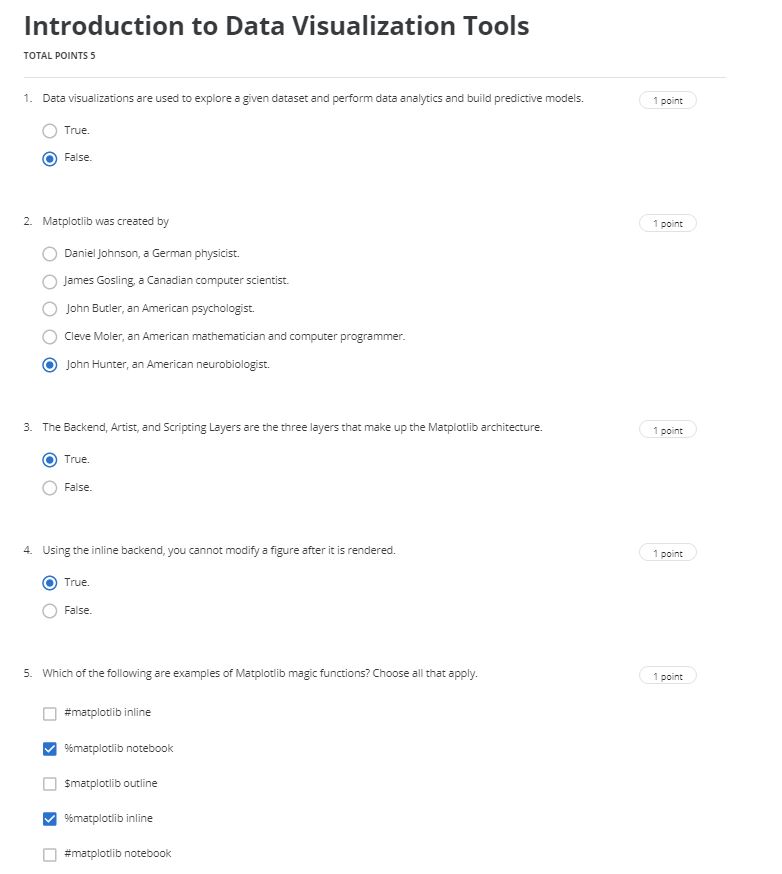 Introduction to Data Visualization Tools
TOTAL POINTS 5
1. Data visualizations are used to explore a given dataset and perform data analytics and build predictive models. 1 point
True.
False.
2. Matplotlib was created by 1 point
Daniel Johnson, a German physicist.
James Gosling, a Canadian computer scientist.
John Butler, an American psychologist.
Cleve Moler, an American mathematician and computer programmer.
John Hunter, an American neurobiologist.
3. The Backend, Artist, and Scripting Layers are the three layers that make up the Matplotlib architecture. 1 point
True.
False.
4. Using the inline backend, you cannot modify a figure after it is rendered. 1 point
True.
False.
5. Which of the following are examples of Matplotlib magic functions? Choose all that apply. 1 point
#matplotlib inline
%matplotlib notebook
$matplotlib outline
%matplotlib inline
#matplotlib notebook